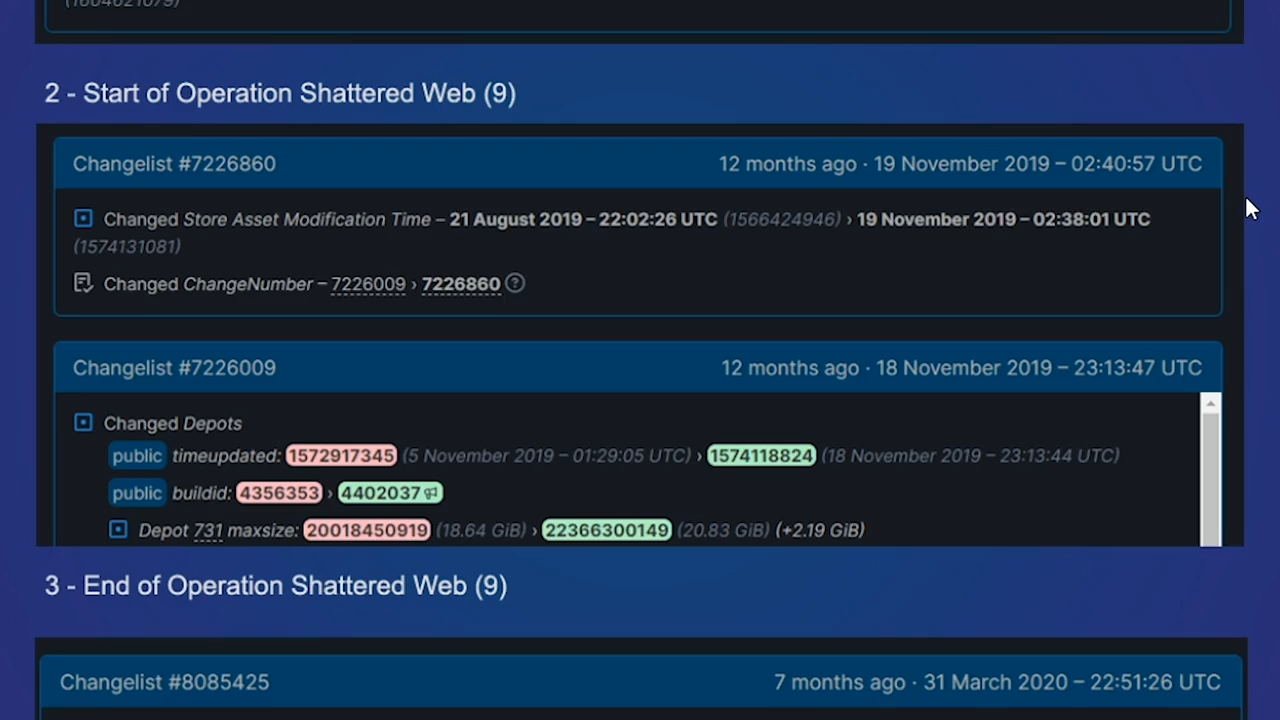 (1604621079)
2 - Start of Operation Shattered Web (9)
Changelist #7226860 12 months ago · 19 November 2019 – 02:40:57 UTC
Changed Store Asset Modification Time – 21 August 2019 – 22:02:26 UTC (1566424946) › 19 November 2019 – 02:38:01 UTC
(1574131081)
Changed ChangeNumber – 7226009 › 7226860 ?
Changelist #7226009 12 months ago · 18 November 2019 – 23:13:47 UTC
Changed Depots
public timeupdated: 1572917345 (5 November 2019 – 01:29:05 UTC) › 1574118824 (18 November 2019 – 23:13:44 UTC)
public buildid: 4356353 › 4402037
Depot 731 maxsize: 20018450919 (18.64 GiB) › 22366300149 (20.83 GiB) (+2.19 GiB)
3 - End of Operation Shattered Web (9)
Changelist #8085425 7 months ago · 31 March 2020 – 22:51:26 UTC